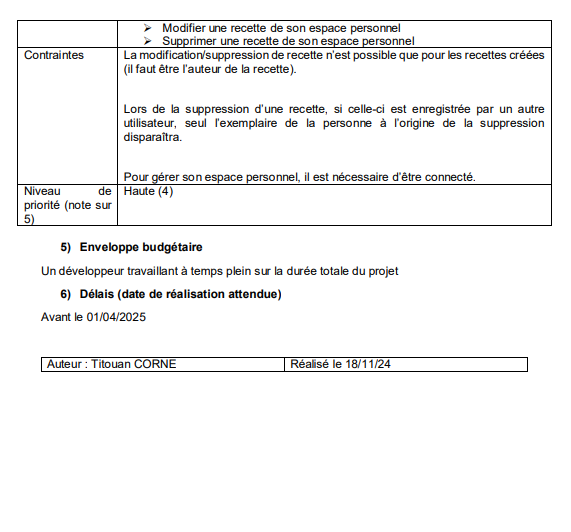 ➢ Modifier une recette de son espace personnel
➢ Supprimer une recette de son espace personnel
Contraintes
La modification/suppression de recette n'est possible que pour les recettes créées
(il faut être l'auteur de la recette).
Lors de la suppression d'une recette, si celle-ci est enregistrée par un autre
utilisateur, seul l'exemplaire de la personne à l'origine de la suppression
disparaîtra.
Pour gérer son espace personnel, il est nécessaire d'être connecté.
Niveau de
priorité (note sur
5)
Haute (4)
5) Enveloppe budgétaire
Un développeur travaillant à temps plein sur la durée totale du projet
6) Délais (date de réalisation attendue)
Avant le 01/04/2025
Auteur : Titouan CORNE
Réalisé le 18/11/24